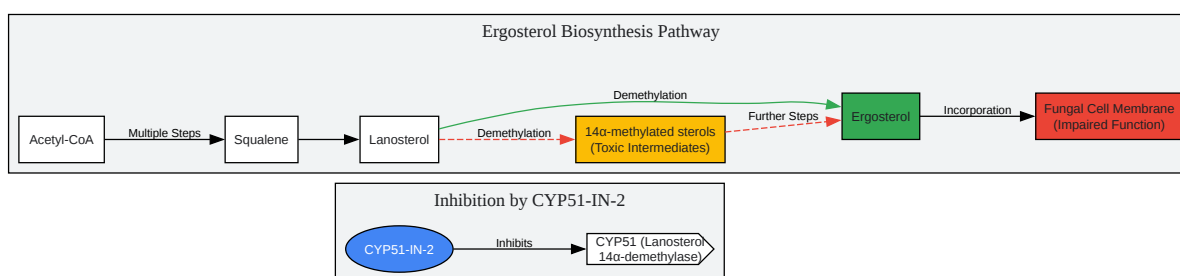 Ergosterol Biosynthesis Pathway
Acetyl-CoA
Multiple Steps
Squalene
Lanosterol
Demethylation
Demethylation
14α-methylated sterols
(Toxic Intermediates)
Further Steps
Ergosterol
Incorporation
Fungal Cell Membrane
(Impaired Function)
Inhibition by CYP51-IN-2
CYP51-IN-2
Inhibits
CYP51 (Lanosterol
14α-demethylase)